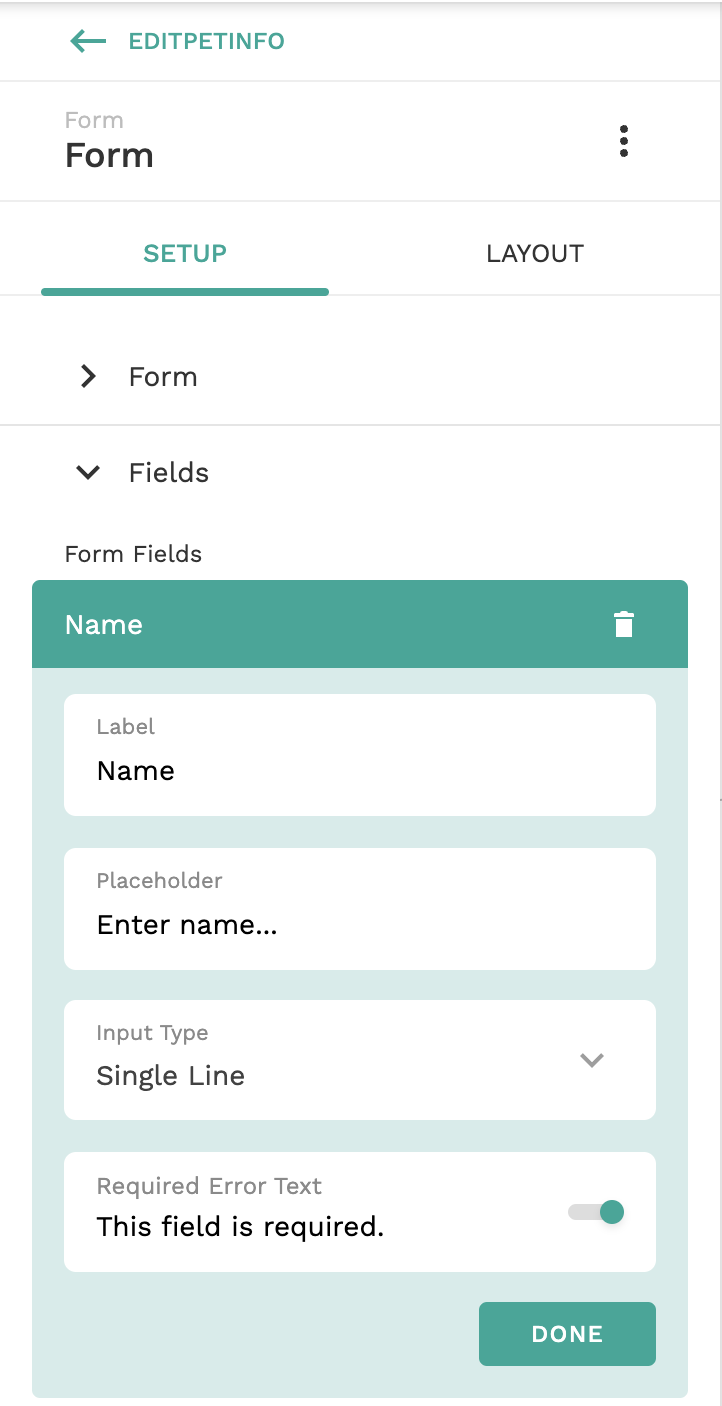 EDITPETINFO
Form
Form
SETUP
LAYOUT
Form
Fields
Form Fields
Name
Label
Name
Placeholder
Enter name...
Input Type
Single Line
Required Error Text
This field is required.
DONE